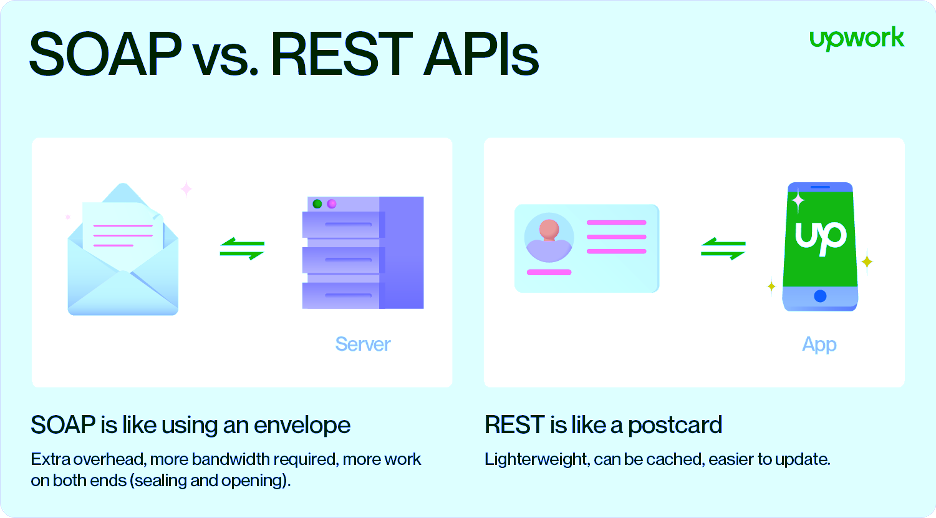 SOAP vs. REST APIs
upwork
up
Server
App
SOAP is like using an envelope
Extra overhead, more bandwidth required, more work
on both ends (sealing and opening).
REST is like a postcard
Lighterweight, can be cached, easier to update.